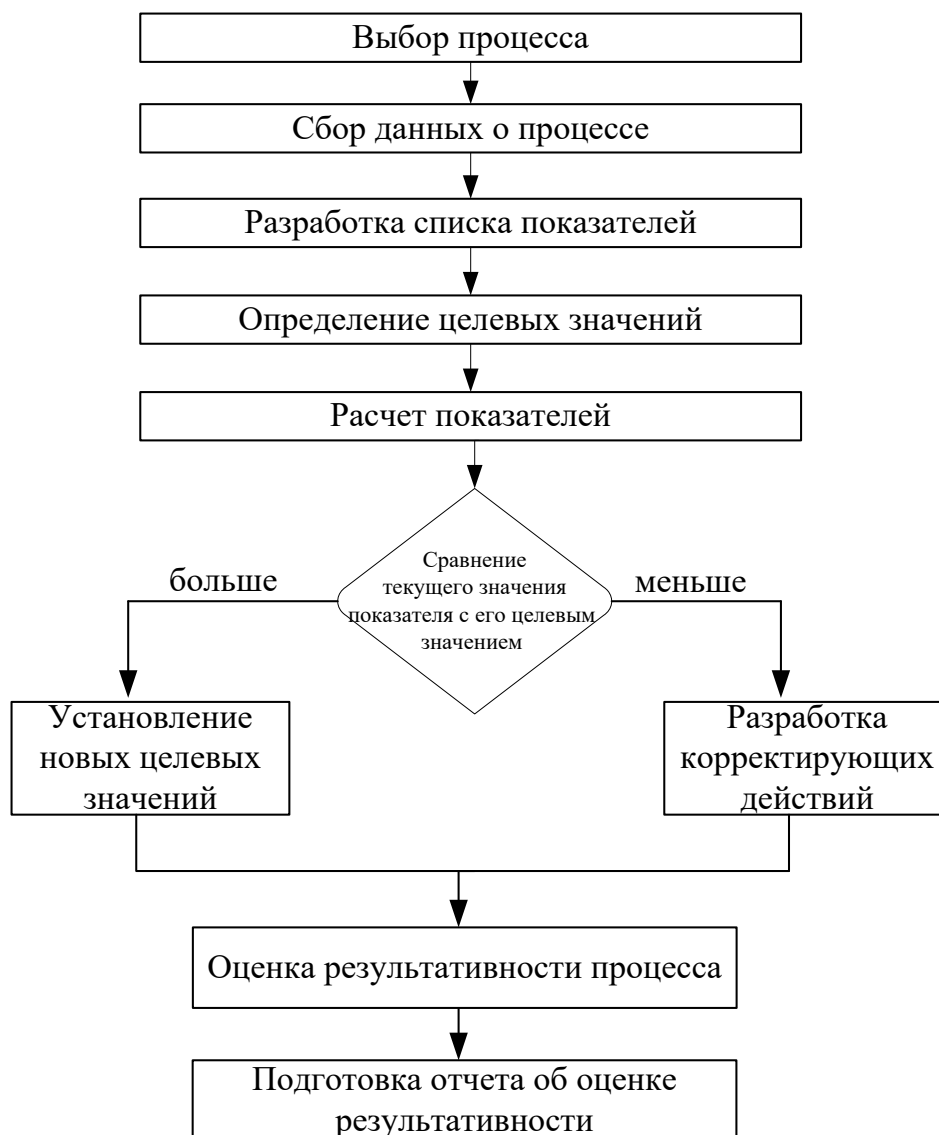 Выбор процесса
Сбор данных о процессе
Разработка списка показателей
Определение целевых значений
Расчет показателей
Сравнение
текущего значения
показателя с его целевым
значением
больше
меньше
Установление
новых целевых
значений
Разработка
корректирующих
действий
Оценка результативности процесса
Подготовка отчета об оценке
результативности